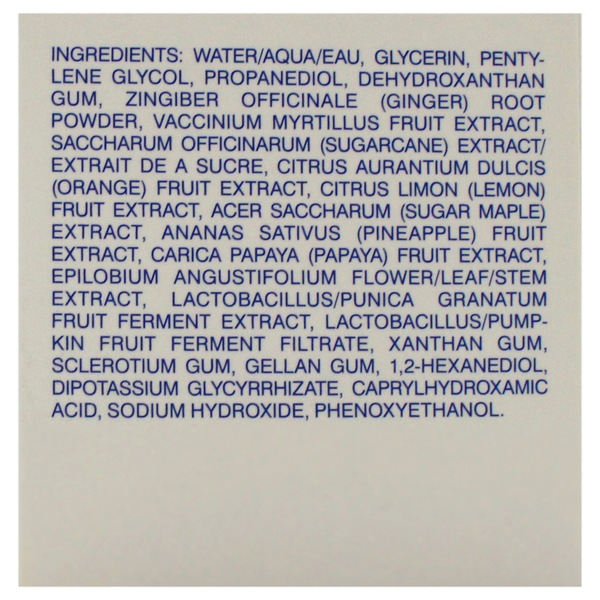 INGREDIENTS: WATER/AQUA/EAU, GLYCERIN, PENTY-
LENE GLYCOL, PROPANEDIOL, DEHYDROXANTHAN
GUM, ZINGIBER OFFICINALE (GINGER) ROOT
POWDER, VACCINIUM MYRTILLUS FRUIT EXTRACT,
SACCHARUM OFFICINARUM (SUGARCANE) EXTRACT/
EXTRAIT DE A SUCRE, CITRUS AURANTIUM DULCIS
(ORANGE) FRUIT EXTRACT, CITRUS LIMON (LEMON)
FRUIT EXTRACT, ACER SACCHARUM (SUGAR MAPLE)
EXTRACT, ANANAS SATIVUS (PINEAPPLE) FRUIT
EXTRACT, CARICA PAPAYA (PAPAYA) FRUIT EXTRACT,
EPILOBIUM ANGUSTIFOLIUM FLOWER/LEAF/STEM
EXTRACT, LACTOBACILLUS/PUNICA GRANATUM
FRUIT FERMENT EXTRACT, LACTOBACILLUS/PUMP-
KIN FRUIT FERMENT FILTRATE, XANTHAN GUM,
SCLEROTIUM GUM, GELLAN GUM, 1,2-HEXANEDIOL,
DIPOTASSIUM GLYCYRRHIZATE, CAPRYLHYDROXAMIC
ACID, SODIUM HYDROXIDE, PHENOXYETHANOL.